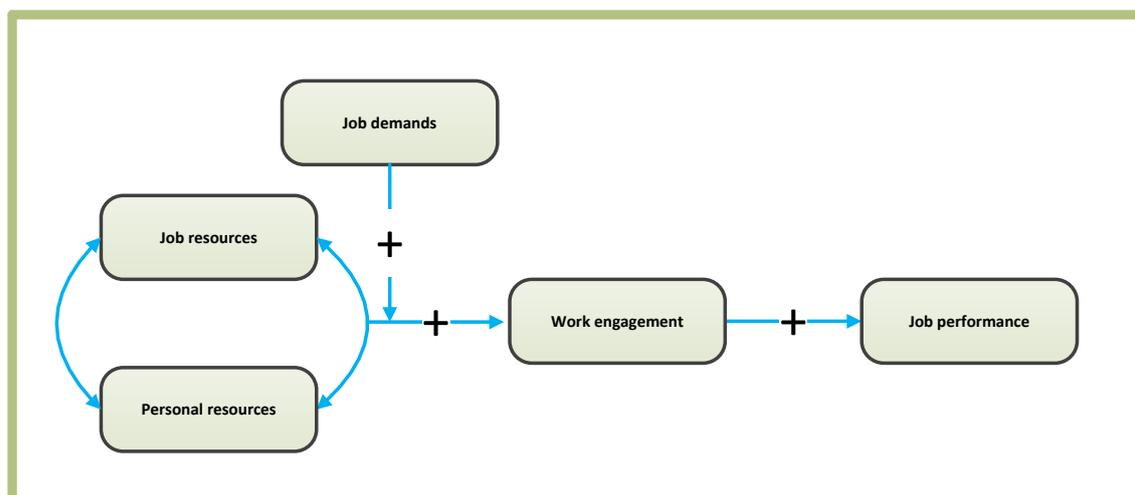 Job demands
Job resources
+
+
Work engagement
+
Job performance
Personal resources